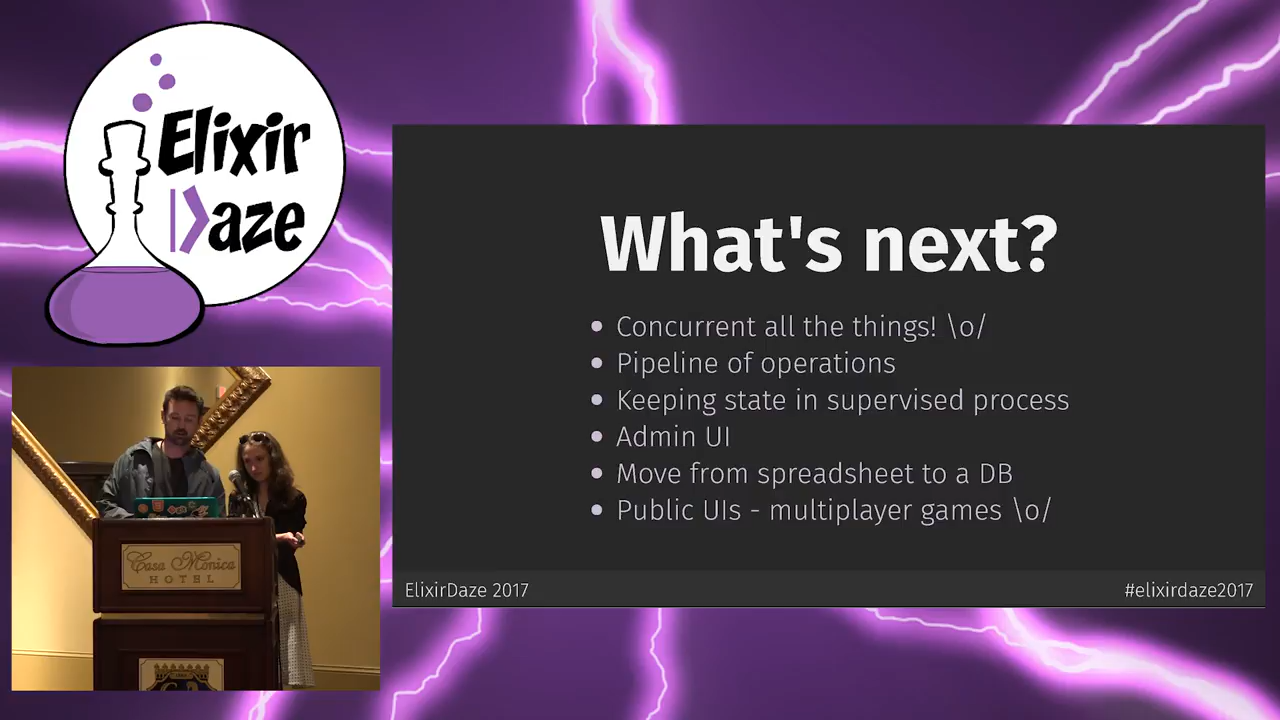 Elixir
Daze
What's next?
• Concurrent all the things! \o/
• Pipeline of operations
• Keeping state in supervised process
• Admin UI
• Move from spreadsheet to a DB
• Public UIs - multiplayer games \o/
ElixirDaze 2017
#elixirdaze2017
Casa Monica
HOTEL